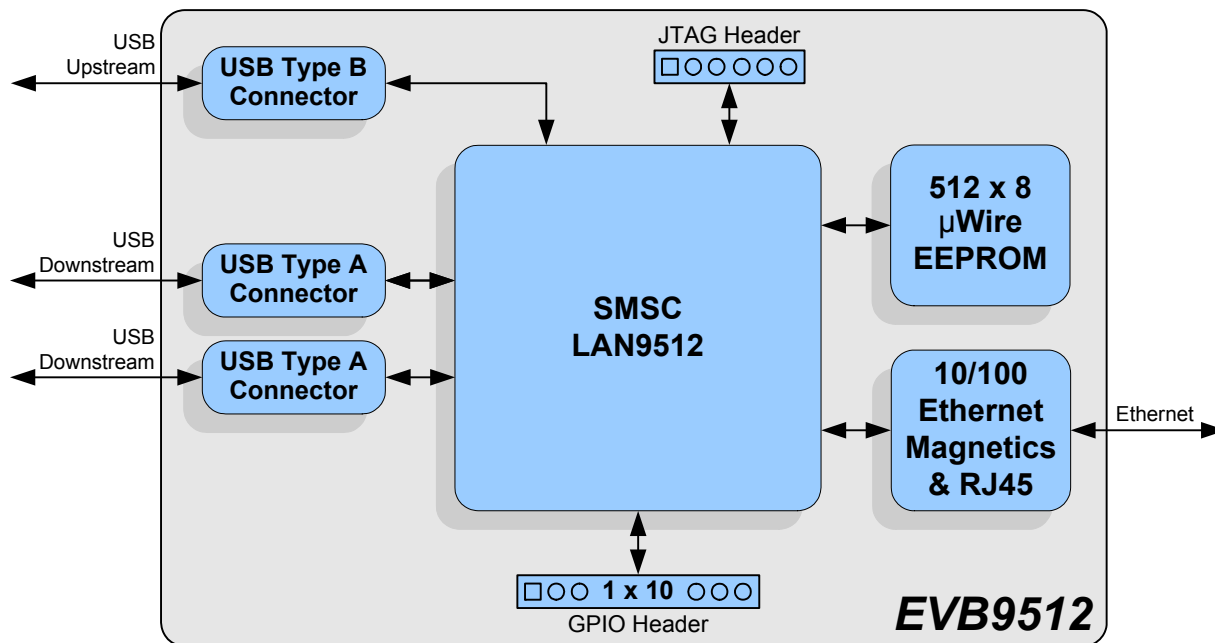 USB
Upstream
USB Type B
Connector
JTAG Header
512 x 8
µWire
EEPROM
USB
Downstream
USB Type A
Connector
SMSC
LAN9512
USB
Downstream
USB Type A
Connector
10/100
Ethernet
Magnetics
& RJ45
Ethernet
1 x 10
GPIO Header
EVB9512